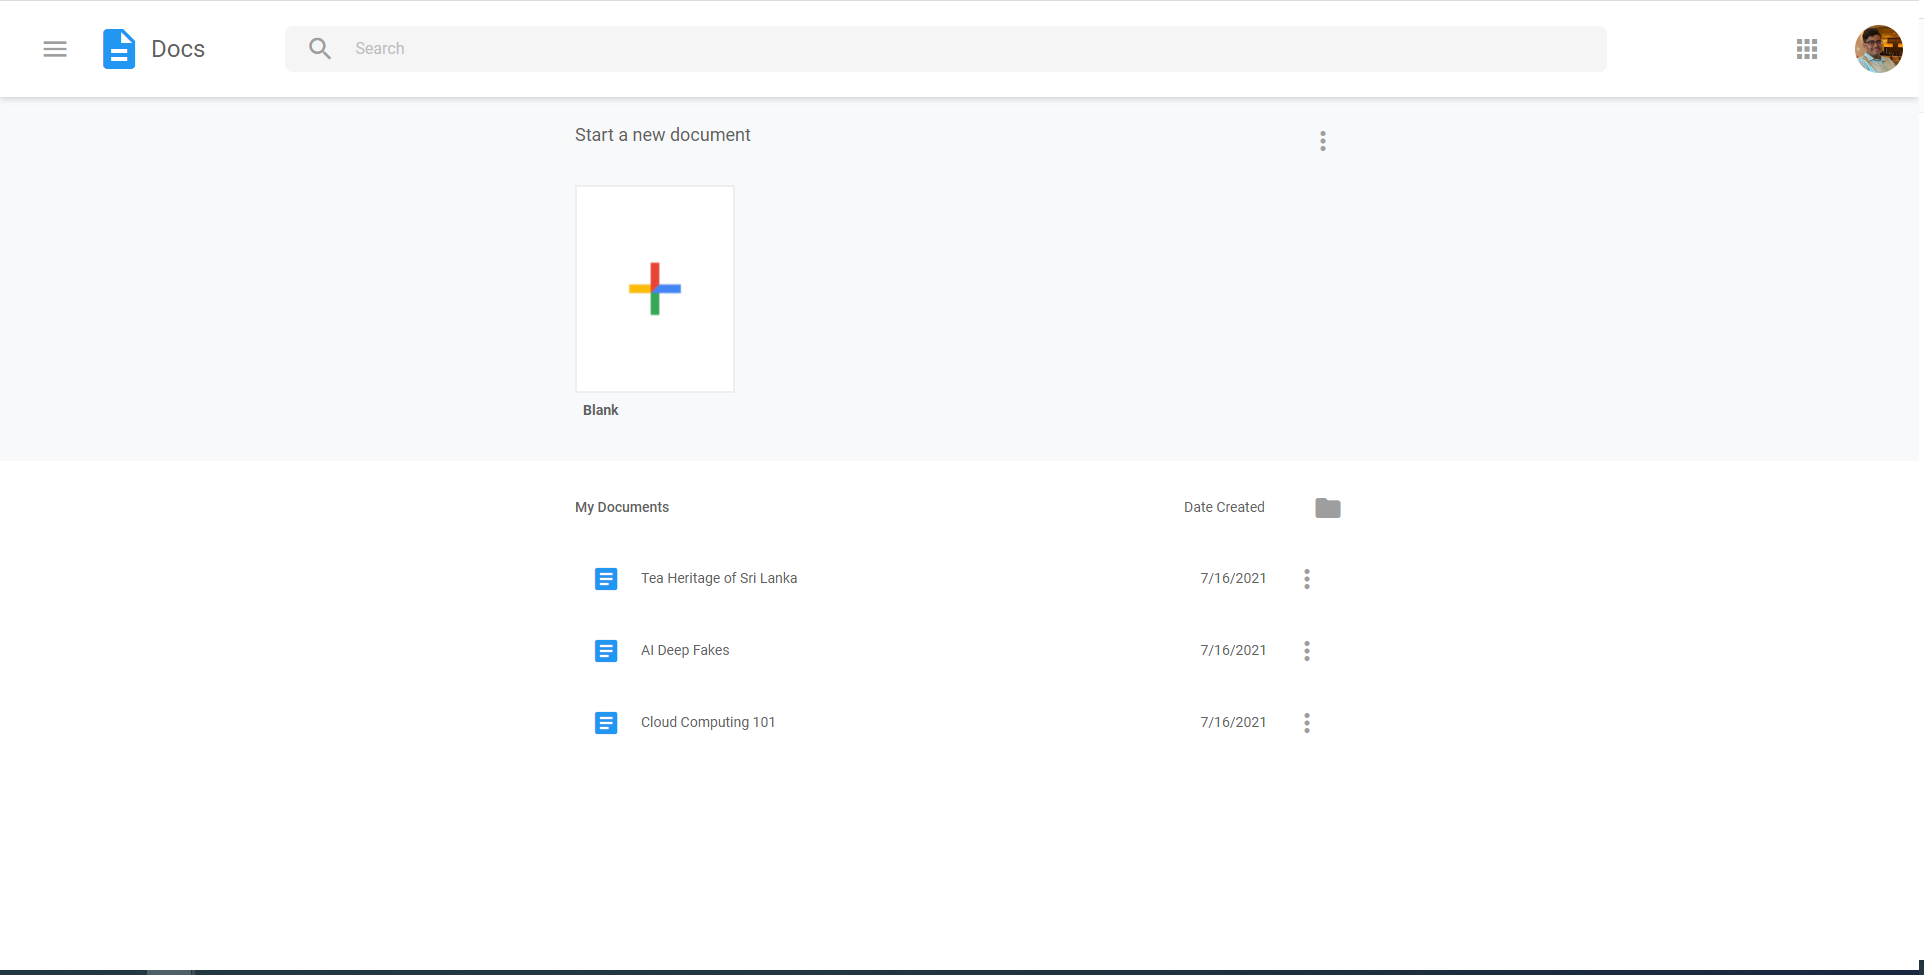 Docs
Search
Start a new document
Blank
My Documents Date Created
Tea Heritage of Sri Lanka 7/16/2021
AI Deep Fakes 7/16/2021
Cloud Computing 101 7/16/2021